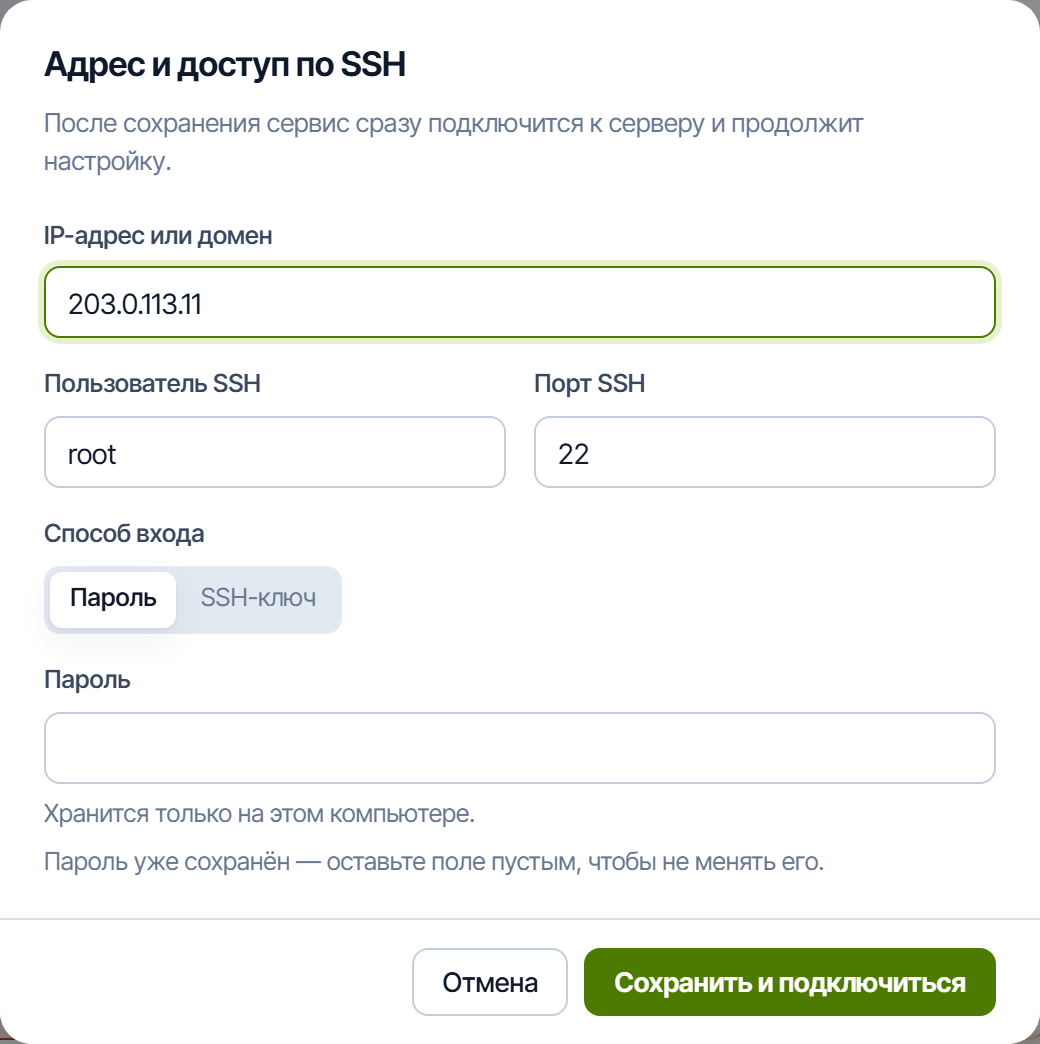 Адрес и доступ по SSH
После сохранения сервис сразу подключится к серверу и продолжит
настройку.
IP-адрес или домен
203.0.113.11
Пользователь SSH
Порт SSH
root
22
Способ входа
Пароль
SSH-ключ
Пароль
Хранится только на этом компьютере.
Пароль уже сохранён — оставьте поле пустым, чтобы не менять его.
Отмена
Сохранить и подключиться